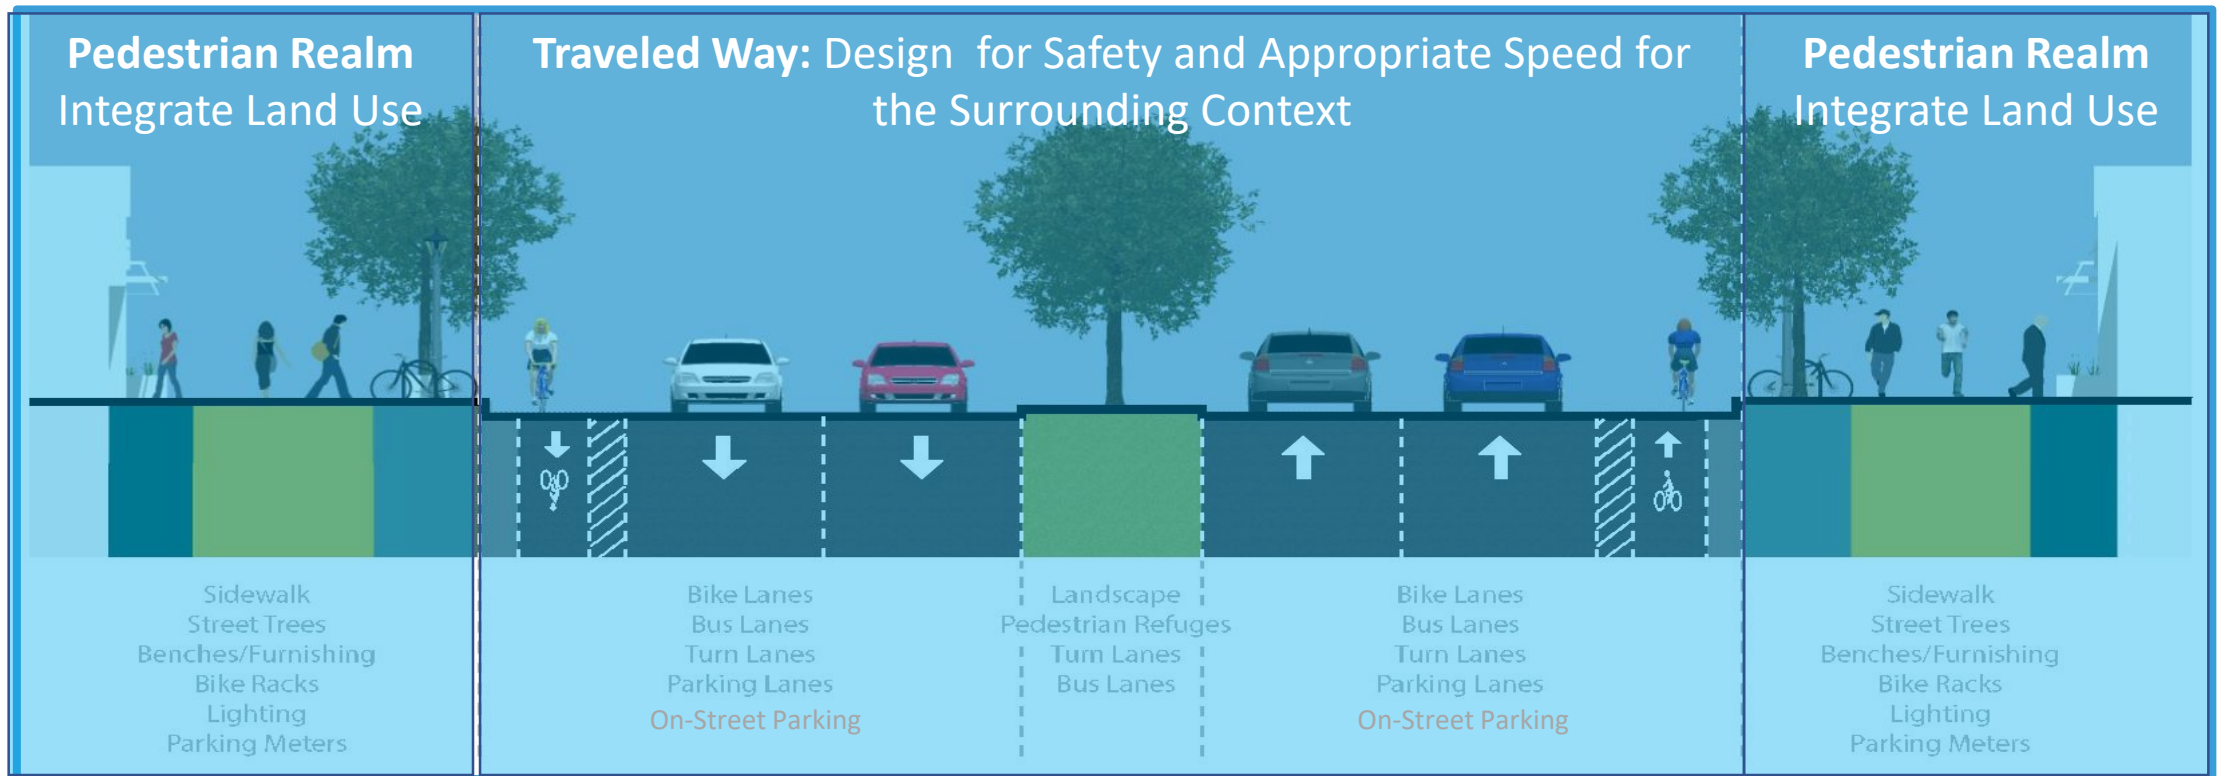 Pedestrian Realm
Integrate Land Use
Traveled Way: Design for Safety and Appropriate Speed for
the Surrounding Context
Pedestrian Realm
Integrate Land Use
Sidewalk
Street Trees
Benches/Furnishing
Bike Racks
Lighting
Parking Meters
Bike Lanes
Bus Lanes
Turn Lanes
Parking Lanes
On-Street Parking
Landscape
Pedestrian Refuges
Turn Lanes
Bus Lanes
Bike Lanes
Bus Lanes
Turn Lanes
Parking Lanes
On-Street Parking
Sidewalk
Street Trees
Benches/Furnishing
Bike Racks
Lighting
Parking Meters